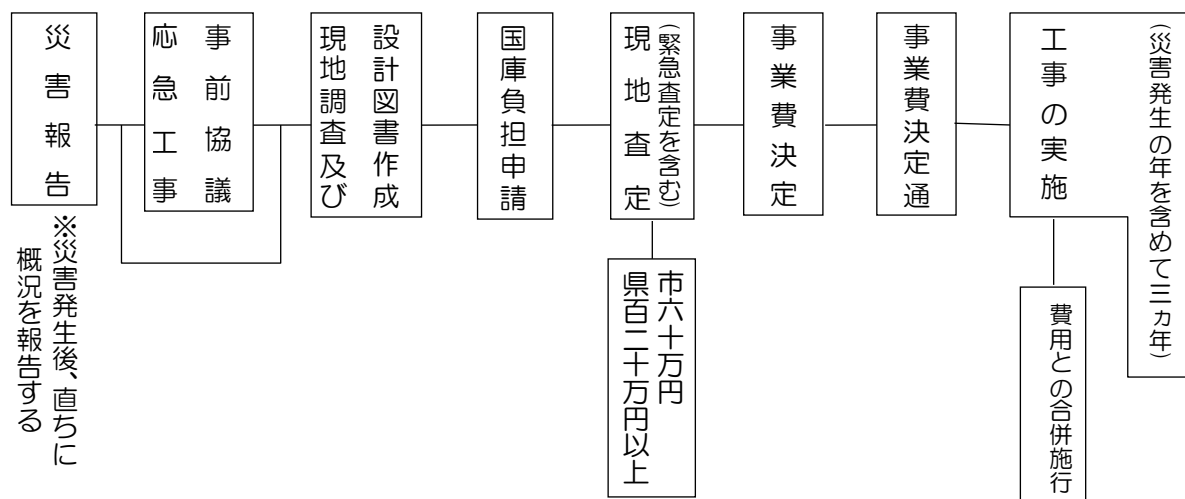 災害報告
※災害発生後、直ちに
概況を報告する
事前協議
応急工事
現地調査及び
設計図書作成
国庫負担申請
現地査定
(緊急査定を含む)
市六十万円
県百二十万円以上
事業費決定
事業費決定通
工事の実施
(災害発生の年を含めて三ヵ年)
費用との合併施行